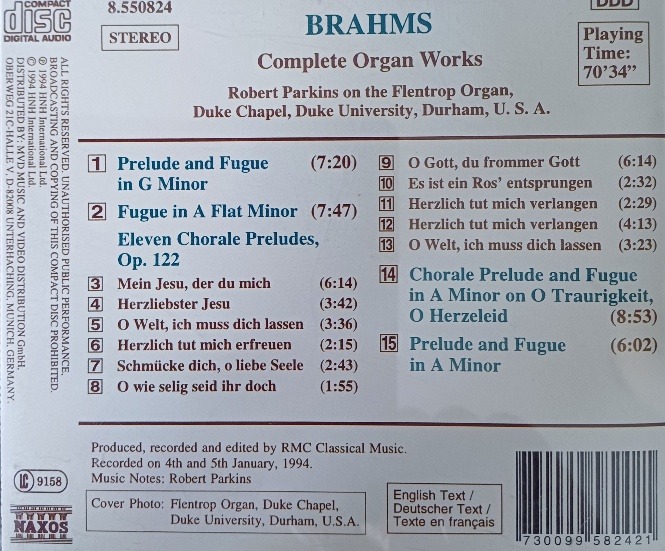 COMPACT
disc
DIGITAL AUDIO
8.550824
STEREO
BRAHMS
DDD
Complete Organ Works
Playing
Time:
70'34”
Robert Parkins on the Flentrop Organ,
Duke Chapel, Duke University, Durham, U. S. A.
1 Prelude and Fugue (7:20)
in G Minor
2 Fugue in A Flat Minor (7:47)
Eleven Chorale Preludes,
Op. 122
3 Mein Jesu, der du mich (6:14)
4 Herzliebster Jesu (3:42)
5 O Welt, ich muss dich lassen (3:36)
6 Herzlich tut mich erfreuen (2:15)
7 Schmücke dich, o liebe Seele (2:43)
8 O wie selig seid ihr doch (1:55)
9 O Gott, du frommer Gott (6:14)
10 Es ist ein Ros' entsprungen (2:32)
11 Herzlich tut mich verlangen (2:29)
12 Herzlich tut mich verlangen (4:13)
13 O Welt, ich muss dich lassen (3:23)
14 Chorale Prelude and Fugue
in A Minor on O Traurigkeit,
O Herzeleid (8:53)
15 Prelude and Fugue (6:02)
in A Minor
ALL RIGHTS RESERVED. UNAUTHORISED PUBLIC PERFORMANCE,
BROADCASTING AND COPYING OF THIS COMPACT DISC PROHIBITED.
℗ 1994 HNH International Ltd.
© 1994 HNH International Ltd.
DISTRIBUTED BY: MVD MUSIC AND VIDEO DISTRIBUTION GmbH,
OBERWEG 21C-HALLE V, D-82008 UNTERHACHING, MUNICH, GERMANY.
Produced, recorded and edited by RMC Classical Music.
Recorded on 4th and 5th January, 1994.
Music Notes: Robert Parkins
LC 9158
NAXOS
Cover Photo: Flentrop Organ, Duke Chapel,
Duke University, Durham, U.S.A.
English Text /
Deutscher Text /
Texte en français
730099 582421